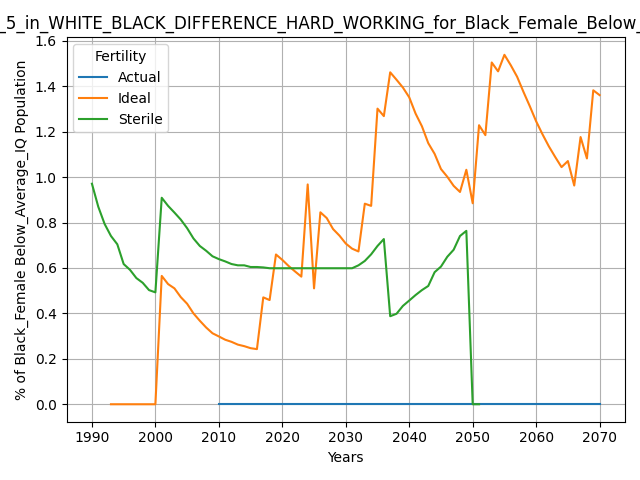 _5_in_WHITE_BLACK_DIFFERENCE_HARD_WORKING_for_Black_Female_Below_
Fertility
Actual
Ideal
Sterile
% of Black_Female Below_Average_IQ Population
1.6
1.4
1.2
1.0
0.8
0.6
0.4
0.2
0.0
1990 2000 2010 2020 2030 2040 2050 2060 2070
Years